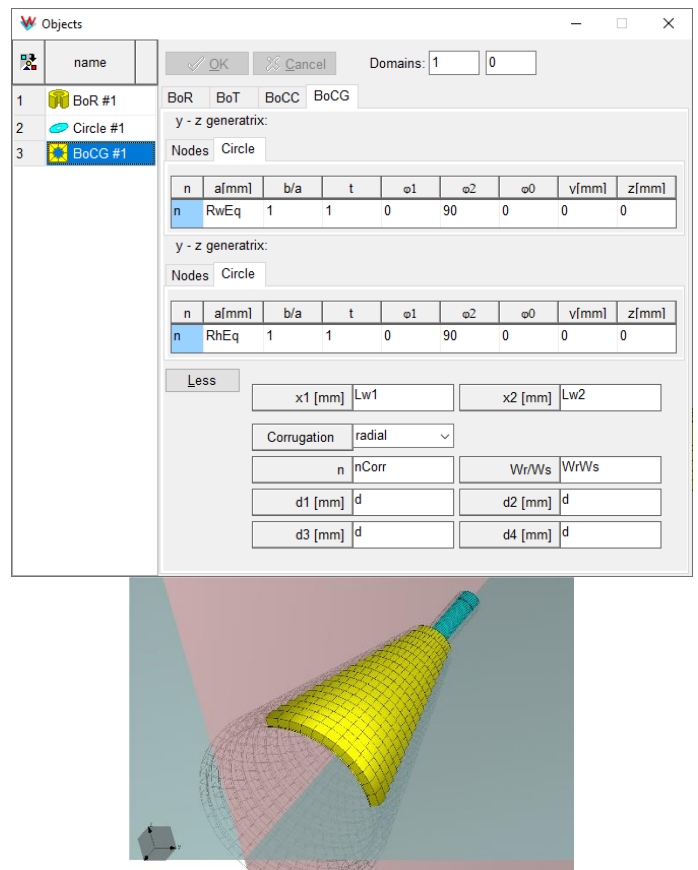 Objects
name
OK Cancel Domains: 1 0
1 BoR #1
2 Circle #1
3 BoCG #1
BoR BoT BoCC BoCG
y - z generatrix:
Nodes Circle
n a[mm] b/a t φ1 φ2 φ0 y[mm] z[mm]
n RwEq 1 1 0 90 0 0 0
y - z generatrix:
Nodes Circle
n a[mm] b/a t φ1 φ2 φ0 y[mm] z[mm]
n RhEq 1 1 0 90 0 0 0
Less
x1 [mm] Lw1 x2 [mm] Lw2
Corrugation radial
n nCorr Wr/Ws WrWs
d1 [mm] d d2 [mm] d
d3 [mm] d d4 [mm] d